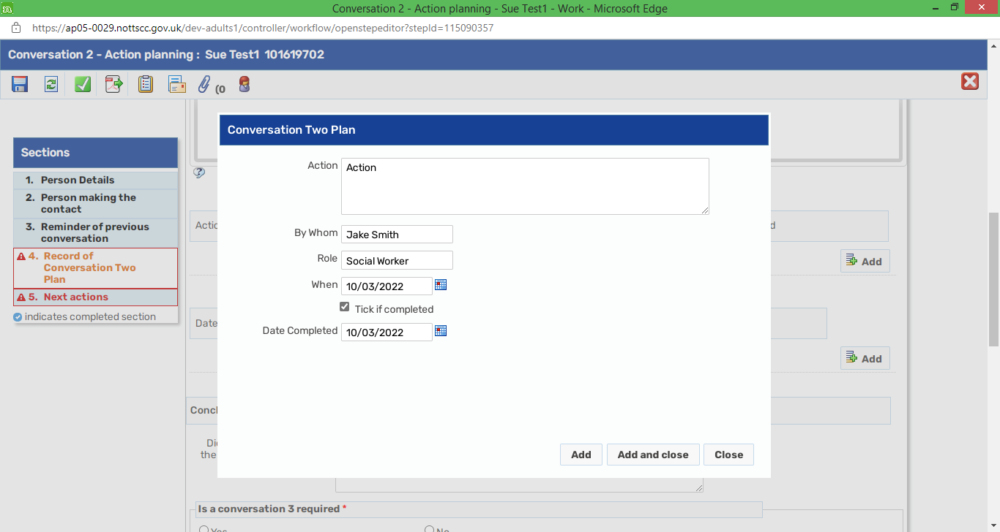 Conversation 2 - Action planning - Sue Test1 - Work - Microsoft Edge
https://ap05-0029.nottscc.gov.uk/dev-adults1/controller/workflow/openstepeditor?stepId=115090357
Conversation 2 - Action planning : Sue Test1 101619702
(0
Sections
1. Person Details
2. Person making the
contact
3. Reminder of previous
conversation
4. Record of
Conversation Two
Plan
5. Next actions
indicates completed section
Conversation Two Plan
Action
Action
By Whom
Jake Smith
Role
Social Worker
When
10/03/2022
Tick if completed
Date Completed
10/03/2022
Add
Add and close
Close
Add
Date
Add
the
Is a conversation 3 required *
Yes
No